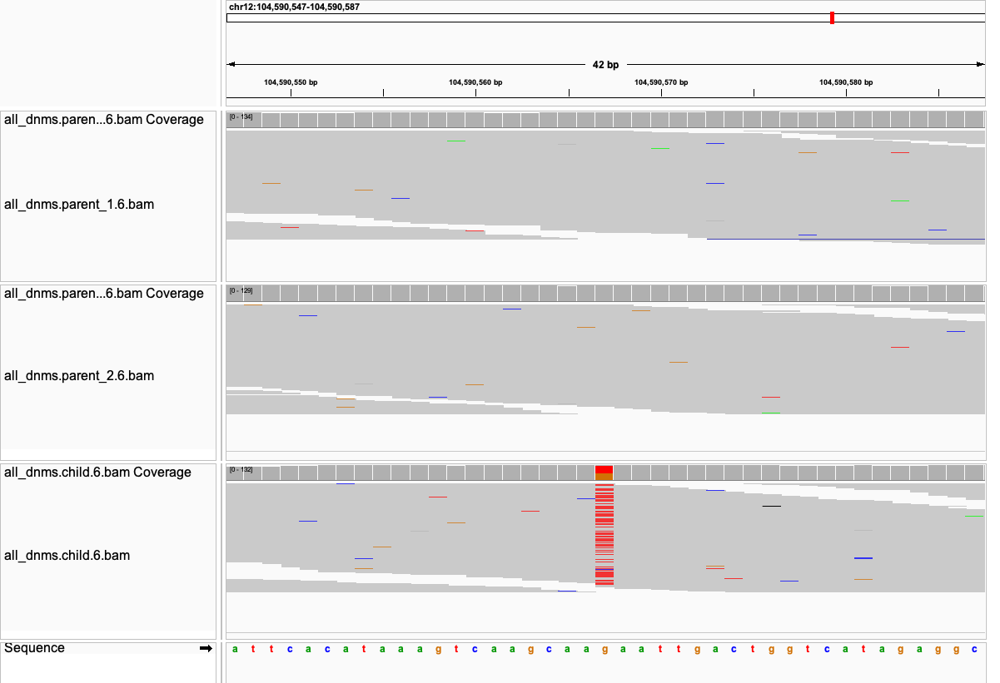 chr12:104,590,547-104,590,587
42 bp
104,590,550 bp 104,590,560 bp 104,590,570 bp 104,590,580 bp
all_dnms.paren...6.bam Coverage
[0 - 134]
all_dnms.parent_1.6.bam
all_dnms.paren...6.bam Coverage
[0 - 129]
all_dnms.parent_2.6.bam
all_dnms.child.6.bam Coverage
[0 - 132]
all_dnms.child.6.bam
Sequence a t t c a c a t a a a g t c a a g c a a g a a t t g a c t g g t c a t a g a g g c